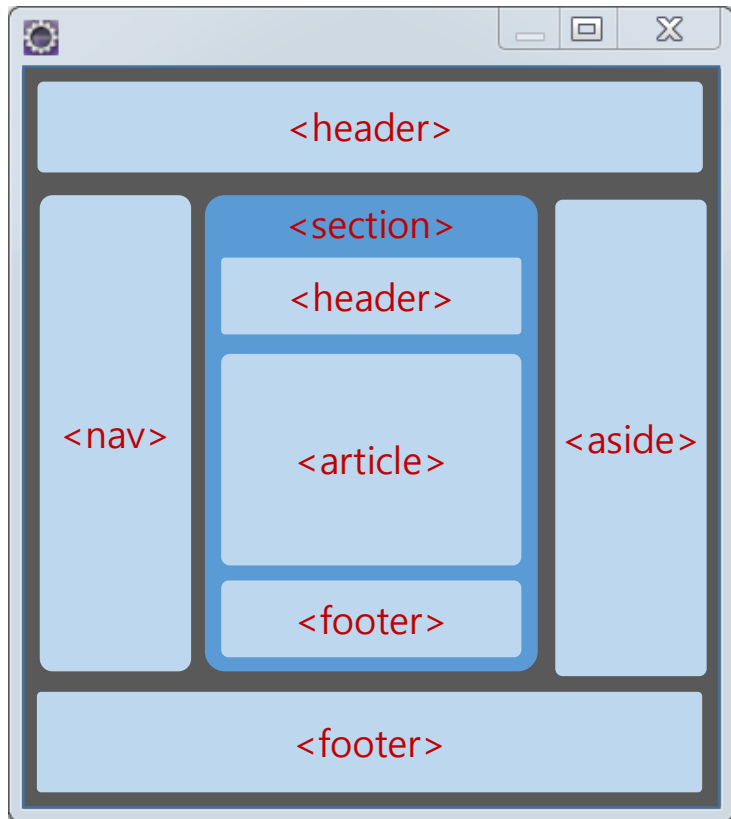 <header>
<nav>
<section>
<header>
<article>
<footer>
<aside>
<footer>